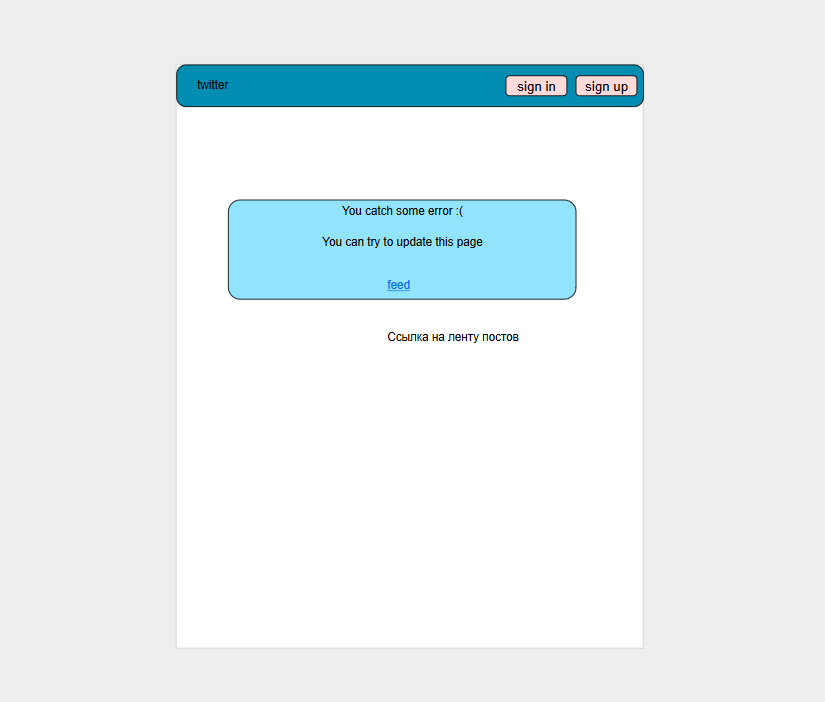 twitter
sign in
sign up
You catch some error :(
You can try to update this page
feed
Ссылка на ленту постов